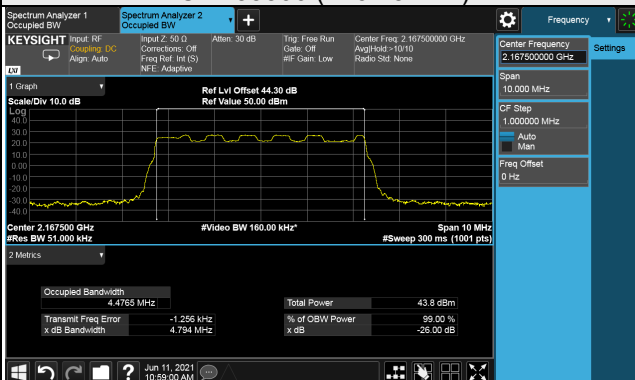 Spectrum Analyzer 1
Occupied BW
Spectrum Analyzer 2
Occupied BW
Frequency
KEYSIGHT
Input: RF
Coupling: DC
Align: Auto
Input Z: 50 Ω
Corrections: Off
Freq Ref: Int (S)
NFE: Adaptive
Atten: 30 dB
Trig: Free Run
Gate: Off
#IF Gain: Low
Center Freq: 2.167500000 GHz
Avg|Hold:>10/10
Radio Std: None
LXI
Center Frequency
2.167500000 GHz
Settings
Span
10.000 MHz
CF Step
1.000000 MHz
Auto
Man
Freq Offset
0 Hz
1 Graph
Scale/Div 10.0 dB
Ref Lvl Offset 44.30 dB
Ref Value 50.00 dBm
Log
40.0
30.0
20.0
10.0
0.00
-10.0
-20.0
-30.0
-40.0
Center 2.167500 GHz
#Res BW 51.000 kHz
#Video BW 160.00 kHz*
Span 10 MHz
#Sweep 300 ms (1001 pts)
2 Metrics
Occupied Bandwidth
4.4765 MHz
Total Power 43.8 dBm
Transmit Freq Error -1.256 kHz
% of OBW Power 99.00 %
x dB Bandwidth 4.794 MHz
x dB -26.00 dB
?
Jun 11, 2021
10:59:00 AM